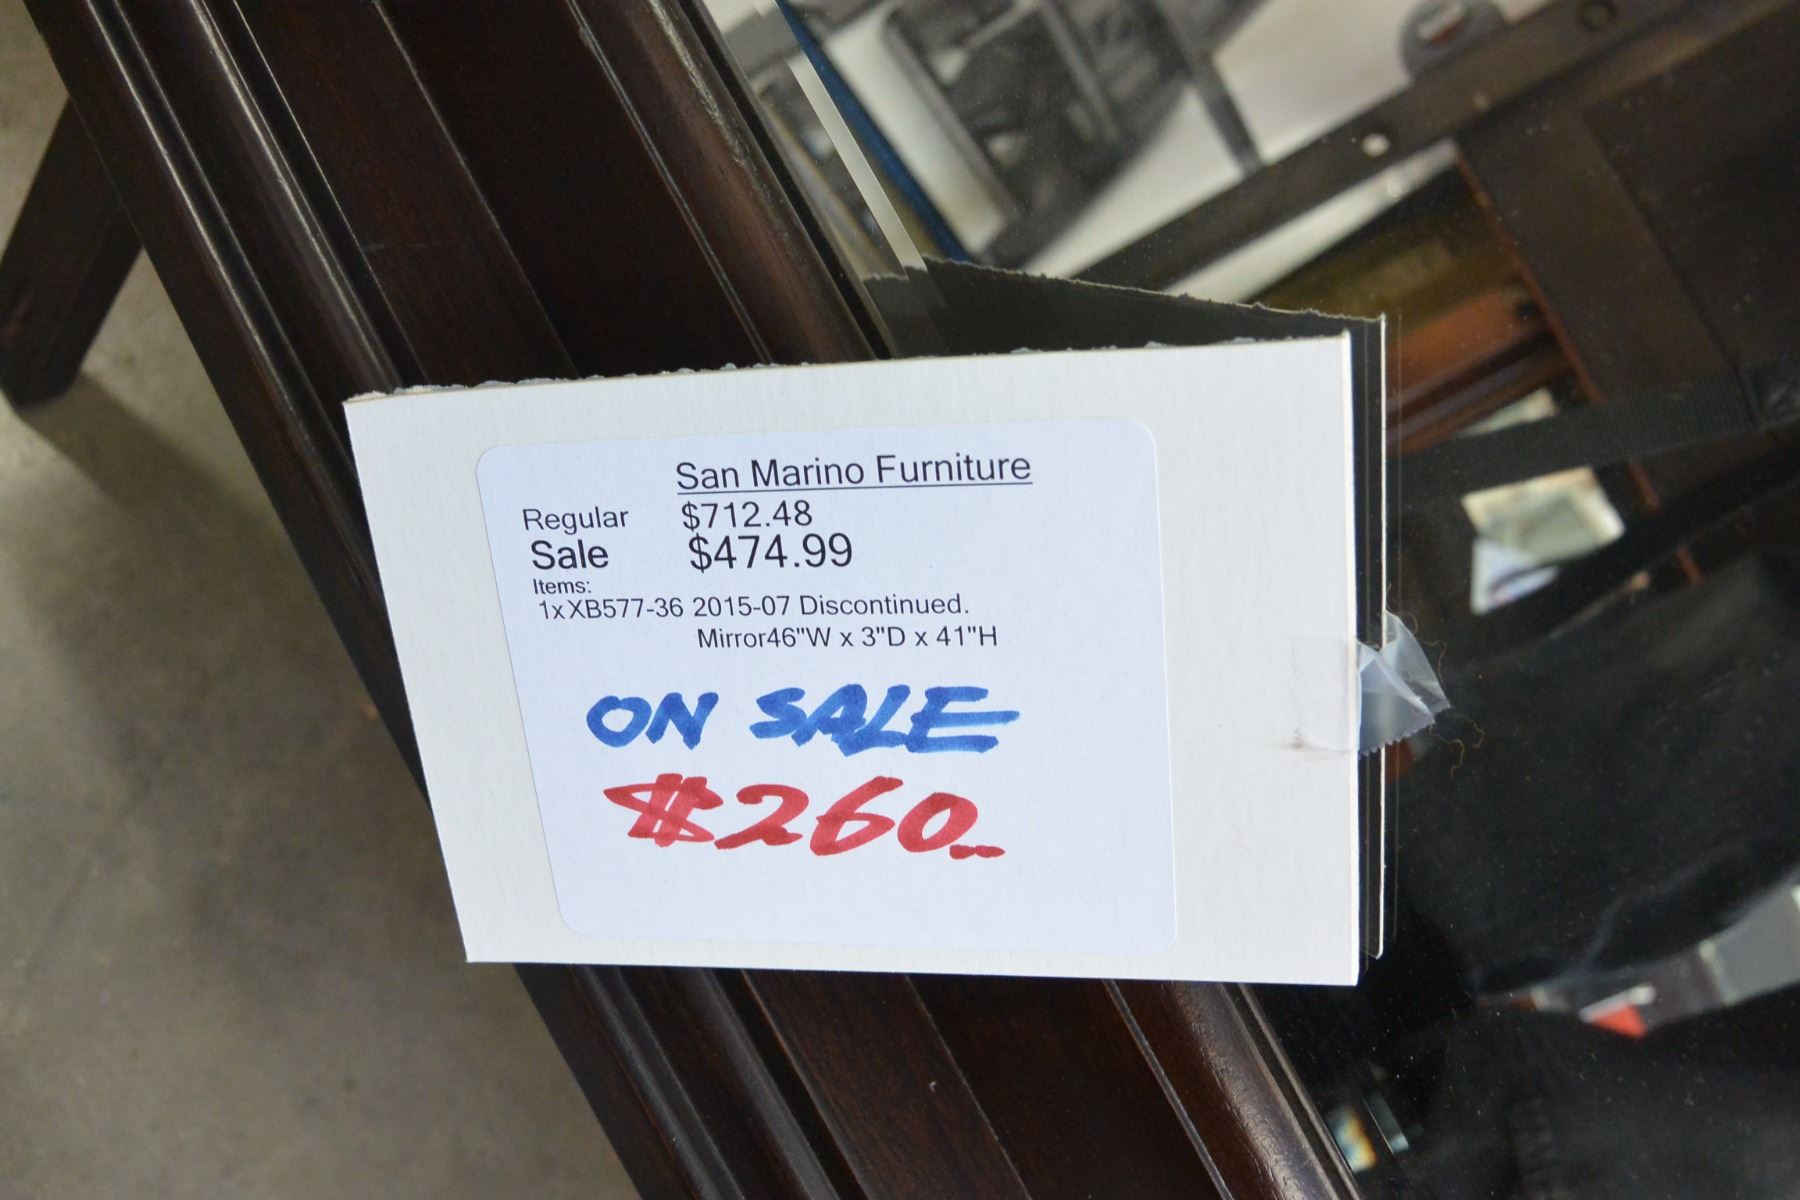 San Marino Furniture
Regular $712.48
Sale $474.99
Items:
1xXB577-36 2015-07 Discontinued.
Mirror46"W x 3"D x 41"H
ON SALE
$260.